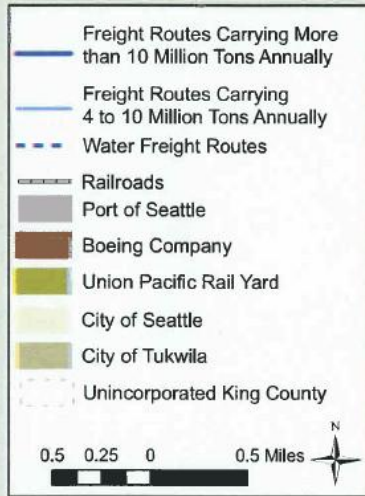 Freight Routes Carrying More
than 10 Million Tons Annually
Freight Routes Carrying
4 to 10 Million Tons Annually
Water Freight Routes
Railroads
Port of Seattle
Boeing Company
Union Pacific Rail Yard
City of Seattle
City of Tukwila
Unincorporated King County
N
0.5 0.25 0 0.5 Miles